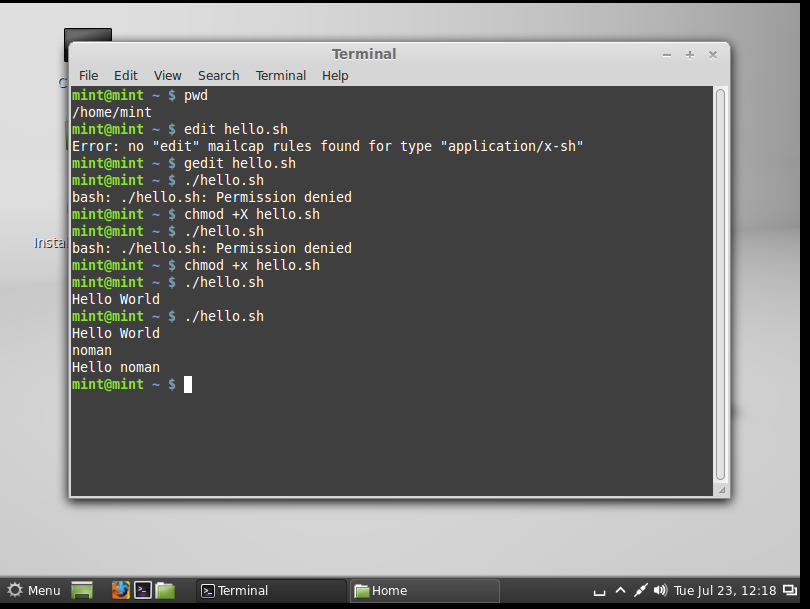 Terminal
File Edit View Search Terminal Help
mint@mint ~ $ pwd
/home/mint
mint@mint ~ $ edit hello.sh
Error: no "edit" mailcap rules found for type "application/x-sh"
mint@mint ~ $ gedit hello.sh
mint@mint ~ $ ./hello.sh
bash: ./hello.sh: Permission denied
mint@mint ~ $ chmod +X hello.sh
mint@mint ~ $ ./hello.sh
bash: ./hello.sh: Permission denied
mint@mint ~ $ chmod +x hello.sh
mint@mint ~ $ ./hello.sh
Hello World
mint@mint ~ $ ./hello.sh
Hello World
noman
Hello noman
mint@mint ~ $
C
Insta
Menu Terminal Home Tue Jul 23, 12:18